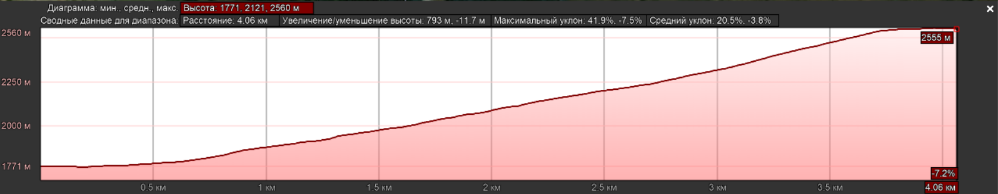 Диаграмма: мин., средн., макс. Высота: 1771, 2121, 2560 м
Сводные данные для диапазона: Расстояние: 4.06 км Увеличение/уменьшение высоты: 793 м, -11.7 м Максимальный уклон: 41.9%, -7.5% Средний уклон: 20.5%, -3.8%
2560 м
2555 м
2250 м
2000 м
1771 м
-7.2%
0.5 км 1 км 1.5 км 2 км 2.5 км 3 км 3.5 км 4.06 км